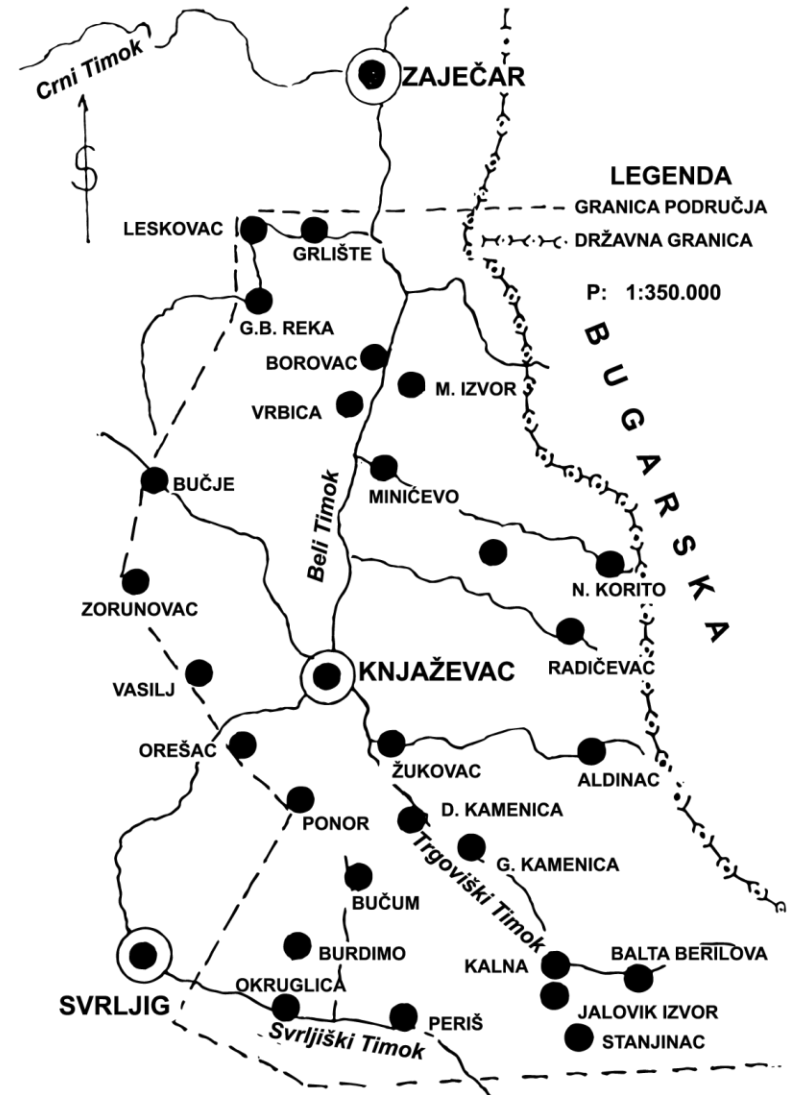 Crni Timok
ZAJEČAR
S
LEGENDA
GRANICA PODRUČJA
DRŽAVNA GRANICA
P: 1:350.000
LESKOVAC
GRLIŠTE
G.B. REKA
BOROVAC
M. IZVOR
VRBICA
BUGARSKA
BUČJE
MINIĆEVO
Beli Timok
N. KORITO
ZORUNOVAC
RADIČEVAC
KNJAŽEVAC
VASILJ
OREŠAC
ŽUKOVAC
ALDINAC
PONOR
D. KAMENICA
Trgoviški Timok
G. KAMENICA
BUČUM
BURDIMO
KALNA
BALTA BERILOVA
OKRUGLICA
SVRLJIG
PERIŠ
JALOVIK IZVOR
Svrljiški Timok
STANJINAC